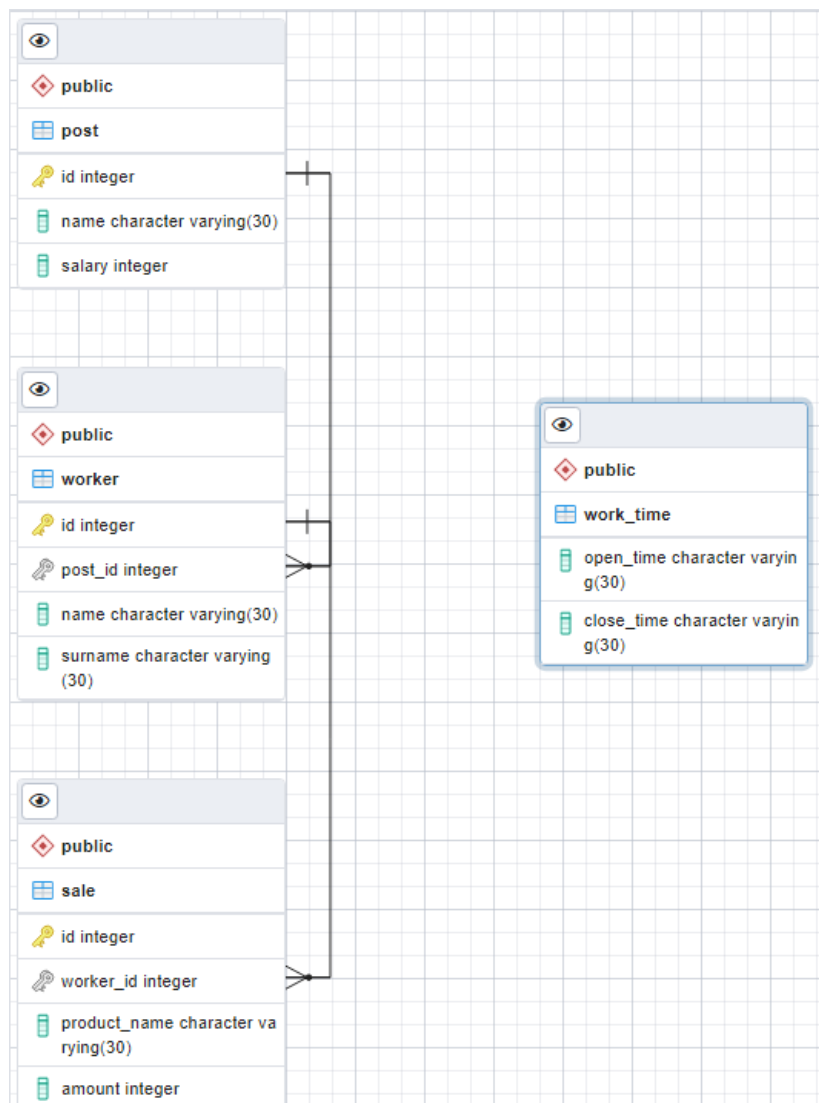 public
post
id integer
name character varying(30)
salary integer
public
worker
id integer
post_id integer
name character varying(30)
surname character varying
(30)
public
work_time
open_time character varyin
g(30)
close_time character varyin
g(30)
public
sale
id integer
worker_id integer
product_name character va
rying(30)
amount integer